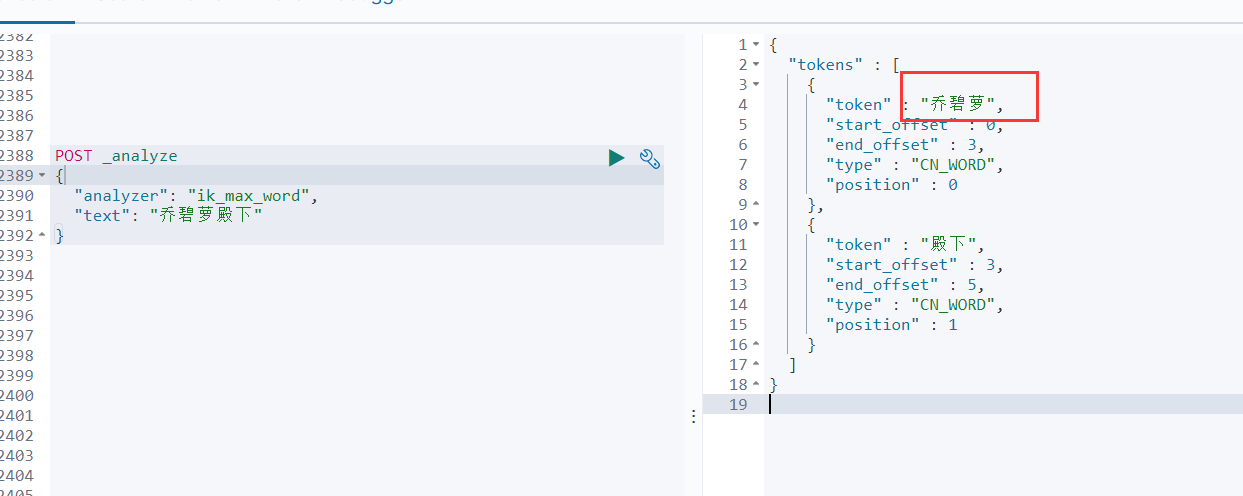 2382
2383
2384
2385
2386
2387
2388 POST _analyze
2389 {
2390 "analyzer": "ik_max_word",
2391 "text": "乔碧萝殿下"
2392 }
2393
2394
2395
2396
2397
2398
2399
2400
2401
2402
2403
2404
2405
1 {
2 "tokens" : [
3 {
4 "token" : "乔碧萝",
5 "start_offset" : 0,
6 "end_offset" : 3,
7 "type" : "CN_WORD",
8 "position" : 0
9 },
10 {
11 "token" : "殿下",
12 "start_offset" : 3,
13 "end_offset" : 5,
14 "type" : "CN_WORD",
15 "position" : 1
16 }
17 ]
18 }
19